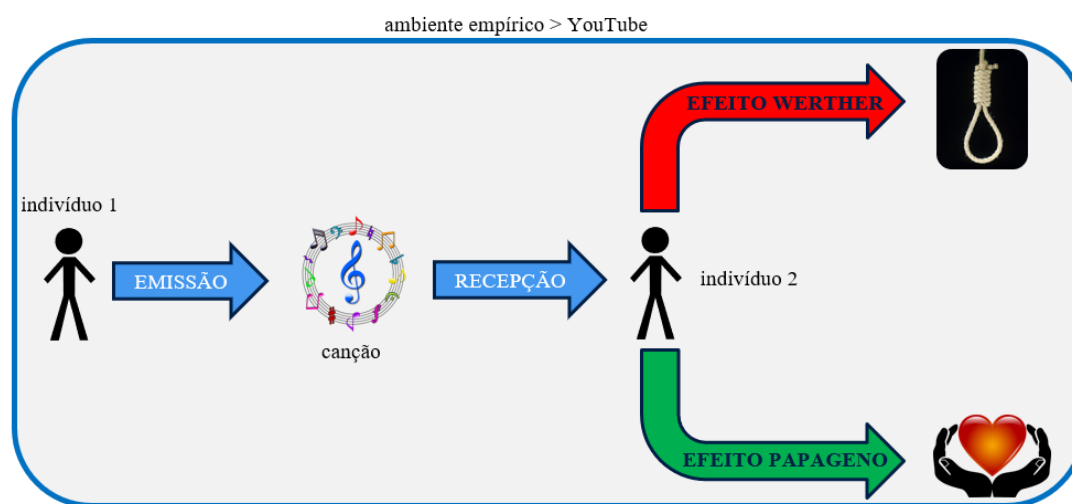 ambiente empírico > YouTube
EFEITO WERTHER
indivíduo 1
EMISSÃO
RECEPÇÃO
indivíduo 2
canção
EFEITO PAPAGENO